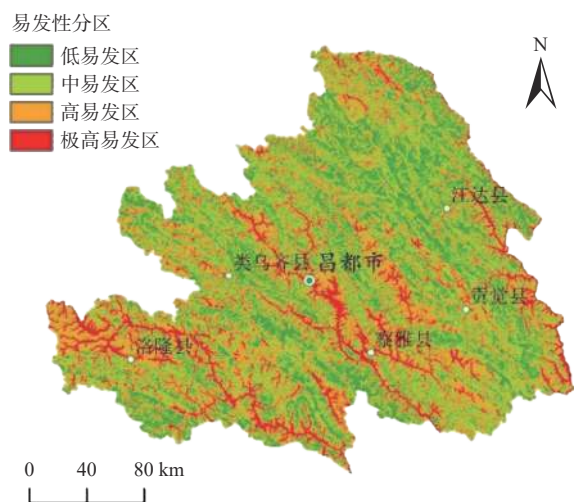 易发性分区
低易发区
中易发区
高易发区
极高易发区
N
江达县
类乌齐县
昌都市
贡觉县
察雅县
洛隆县
0 40 80 km